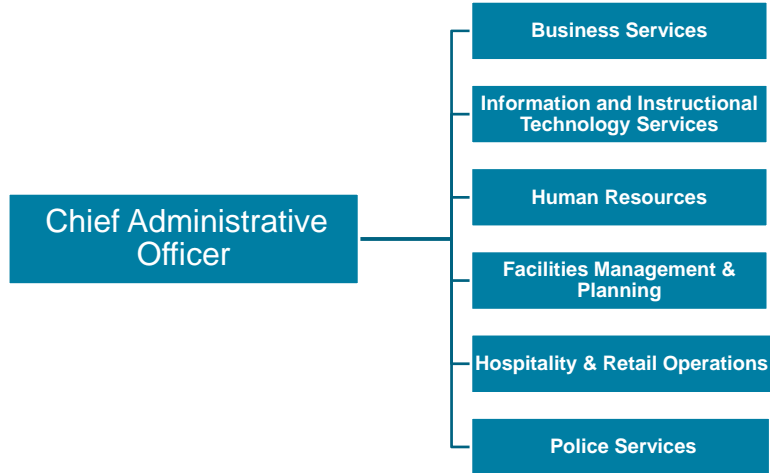 Business Services
Information and Instructional
Technology Services
Human Resources
Chief Administrative
Officer
Facilities Management &
Planning
Hospitality & Retail Operations
Police Services